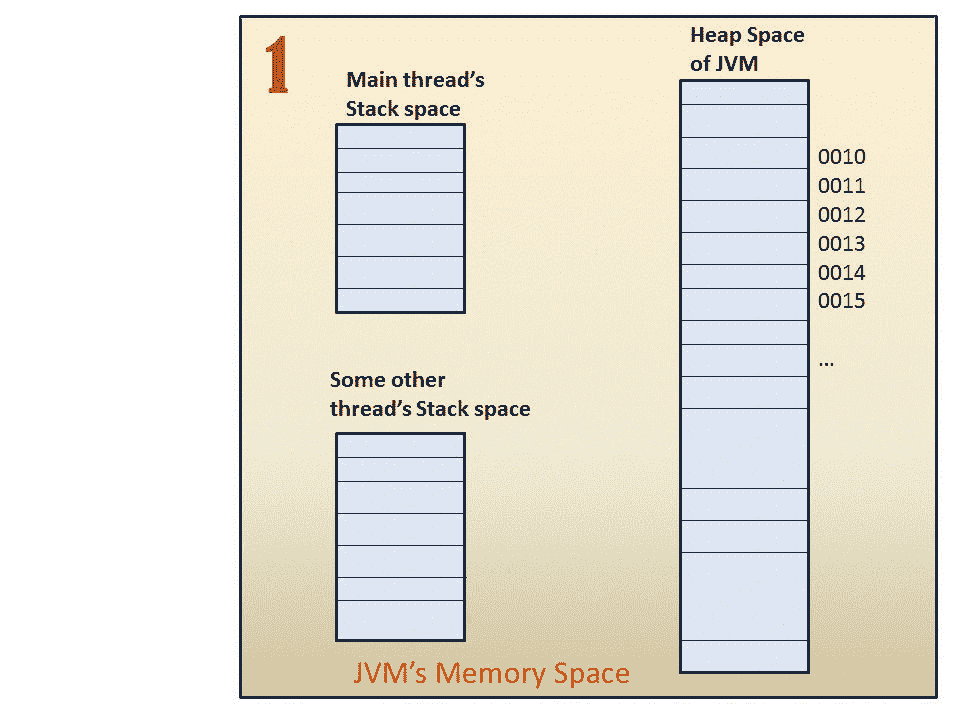 1
Main thread's
Stack space
Some other
thread's Stack space
Heap Space
of JVM
0010
0011
0012
0013
0014
0015
...
JVM's Memory Space